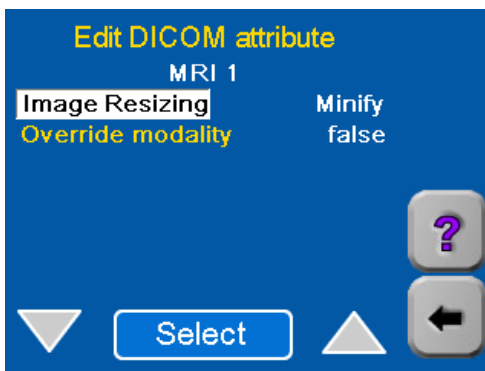 Edit DICOM attribute
MRI 1
Image Resizing Minify
Override modality false
?
Select